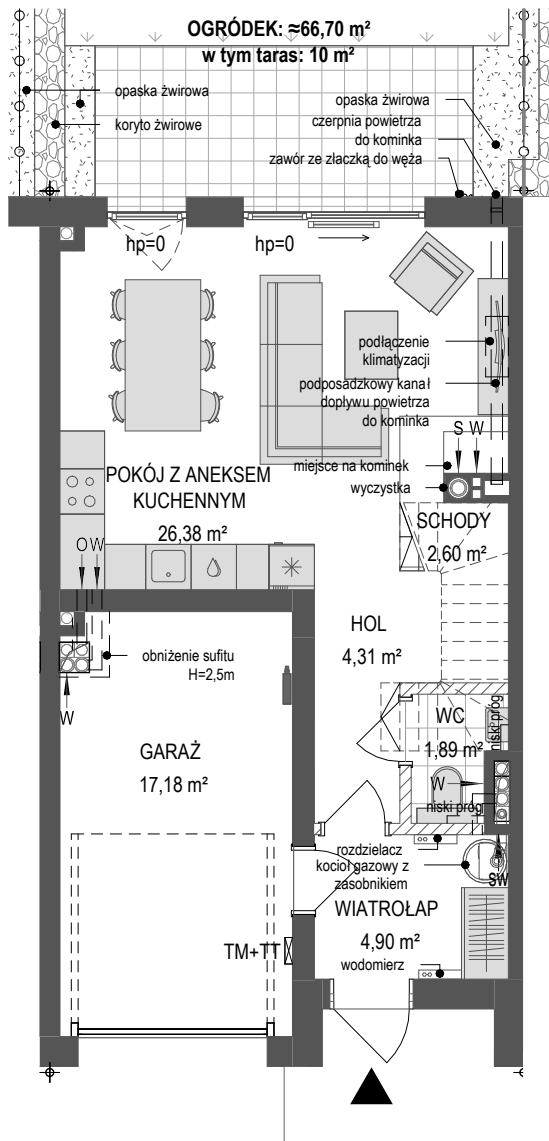 OGRÓDEK: ≈66,70 m²
w tym taras: 10 m²
opaska żwirowa
koryto żwirowe
opaska żwirowa
czerpnia powietrza
do kominka
zawór ze złaczką do węża
hp=0
hp=0
podłączenie
klimatyzacji
podposadzkowy kanał
dopływu powietrza
do kominka
S W
miejsce na kominek
wyczystka
POKÓJ Z ANEKSEM
KUCHENNYM
26,38 m²
SCHODY
2,60 m²
OW
HOL
4,31 m²
obniżenie sufitu
H=2,5m
W
WC
1,89 m²
niski próg
W
niski próg
GARAŻ
17,18 m²
rozdzielacz
kocioł gazowy z
zasobnikiem
SW
WIATROŁAP
4,90 m²
wodomierz
TM+TT